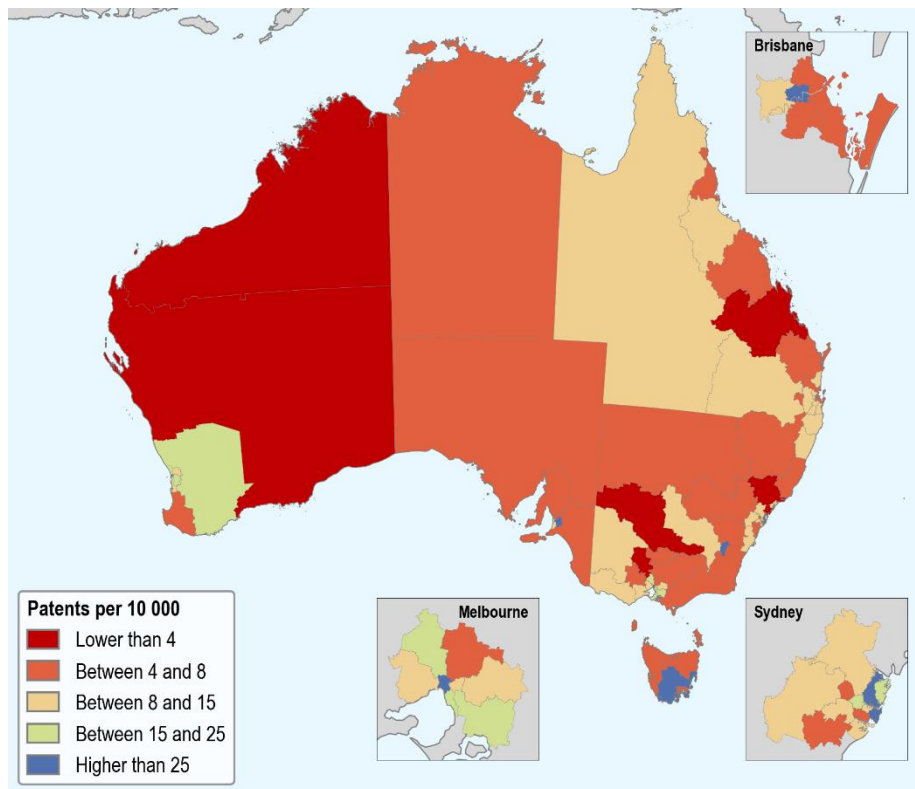 Brisbane
Patents per 10 000
Lower than 4
Between 4 and 8
Between 8 and 15
Between 15 and 25
Higher than 25
Melbourne
Sydney